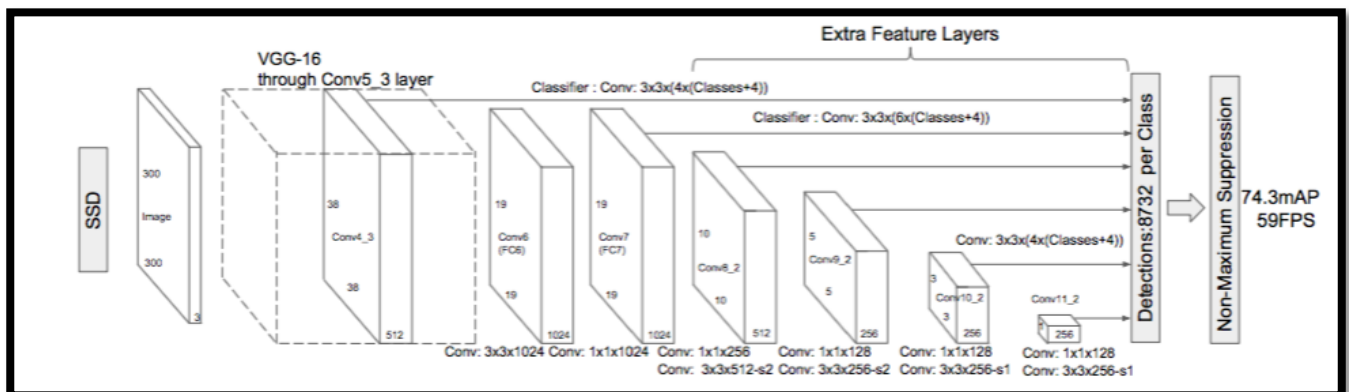 Extra Feature Layers
VGG-16
through Conv5_3 layer
Classifier : Conv: 3x3x(4x(Classes+4))
Classifier : Conv: 3x3x(6x(Classes+4))
SSD
300
Image
300
3
38
Conv4_3
38
512
19
Conv6
(FC6)
19
1024
19
Conv7
(FC7)
19
1024
10
Conv8_2
10
512
5
Conv9_2
5
256
Conv: 3x3x(4x(Classes+4))
3
Conv10_2
3
256
Conv11_2
256
Conv: 3x3x1024
Conv: 1x1x1024
Conv: 1x1x256
Conv: 3x3x512-s2
Conv: 1x1x128
Conv: 3x3x256-s2
Conv: 1x1x128
Conv: 3x3x256-s1
Conv: 1x1x128
Conv: 3x3x256-s1
Detections:8732 per Class
Non-Maximum Suppression
74.3mAP
59FPS